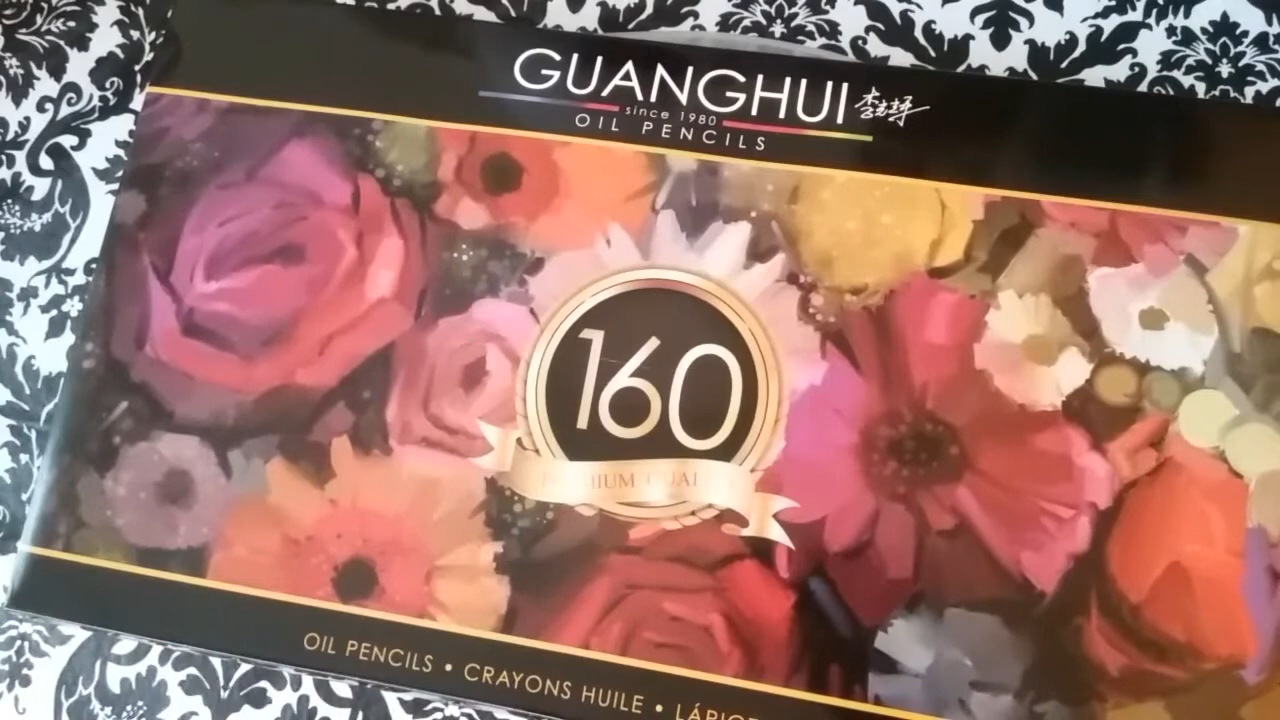 GUANGHUI
since 1980
OIL PENCILS
160
OIL PENCILS • CRAYONS HUILE •